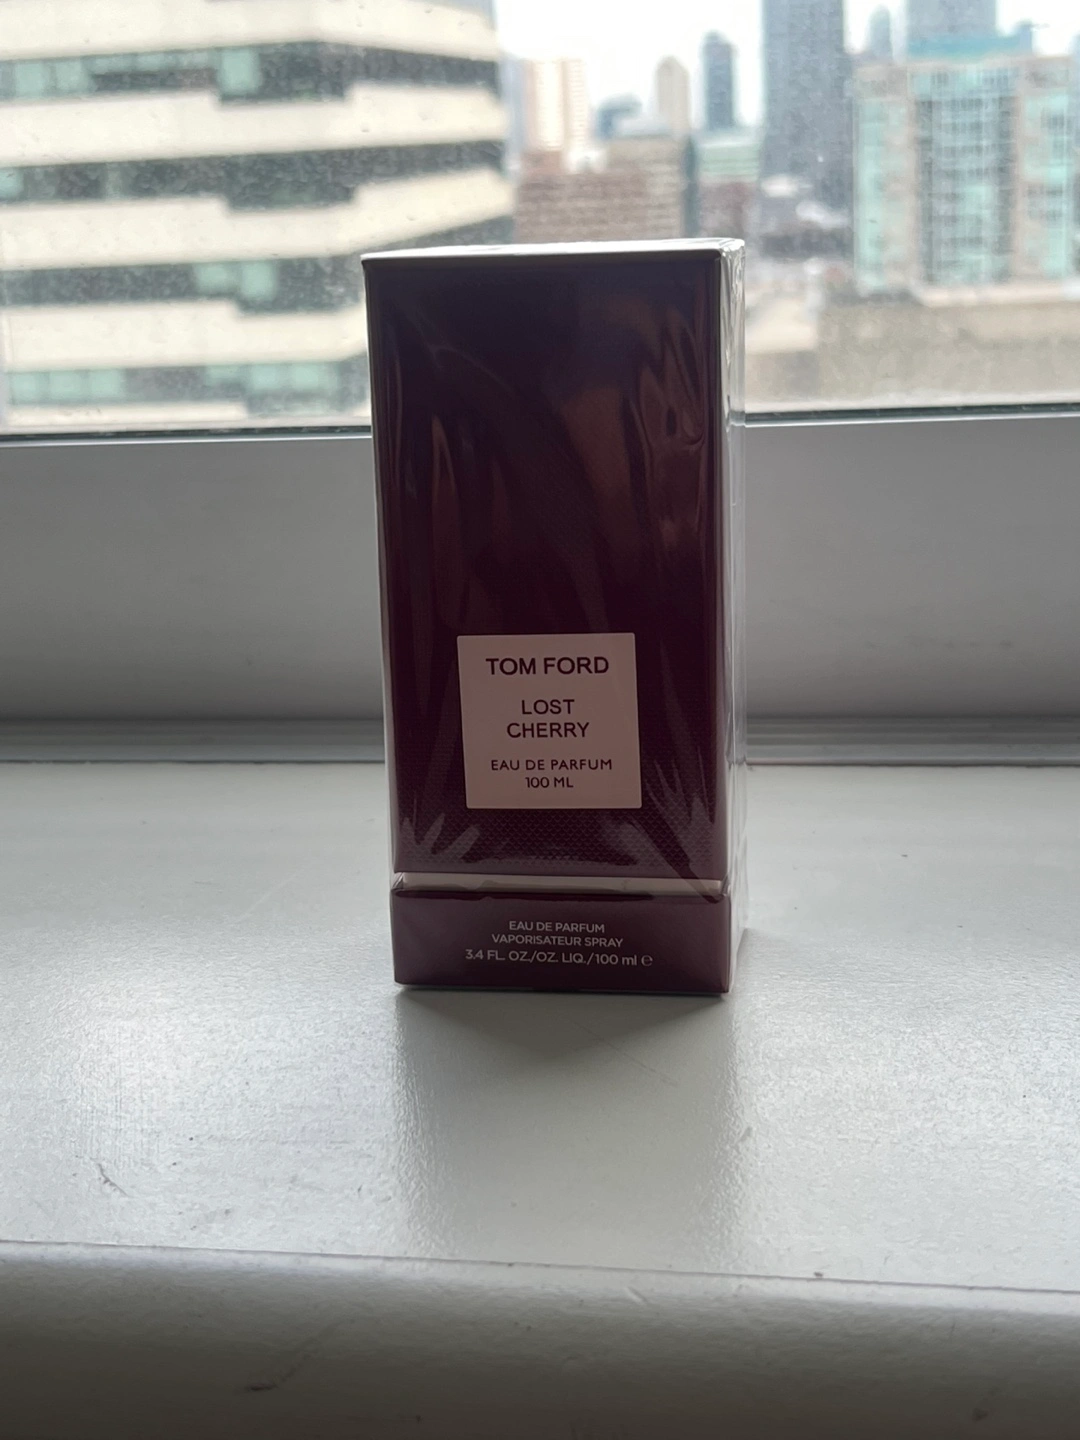 TOM FORD
LOST
CHERRY
EAU DE PARFUM
100 ML
EAU DE PARFUM
VAPORISATEUR SPRAY
3.4 FL. OZ./OZ. LIQ./100 ml ℮